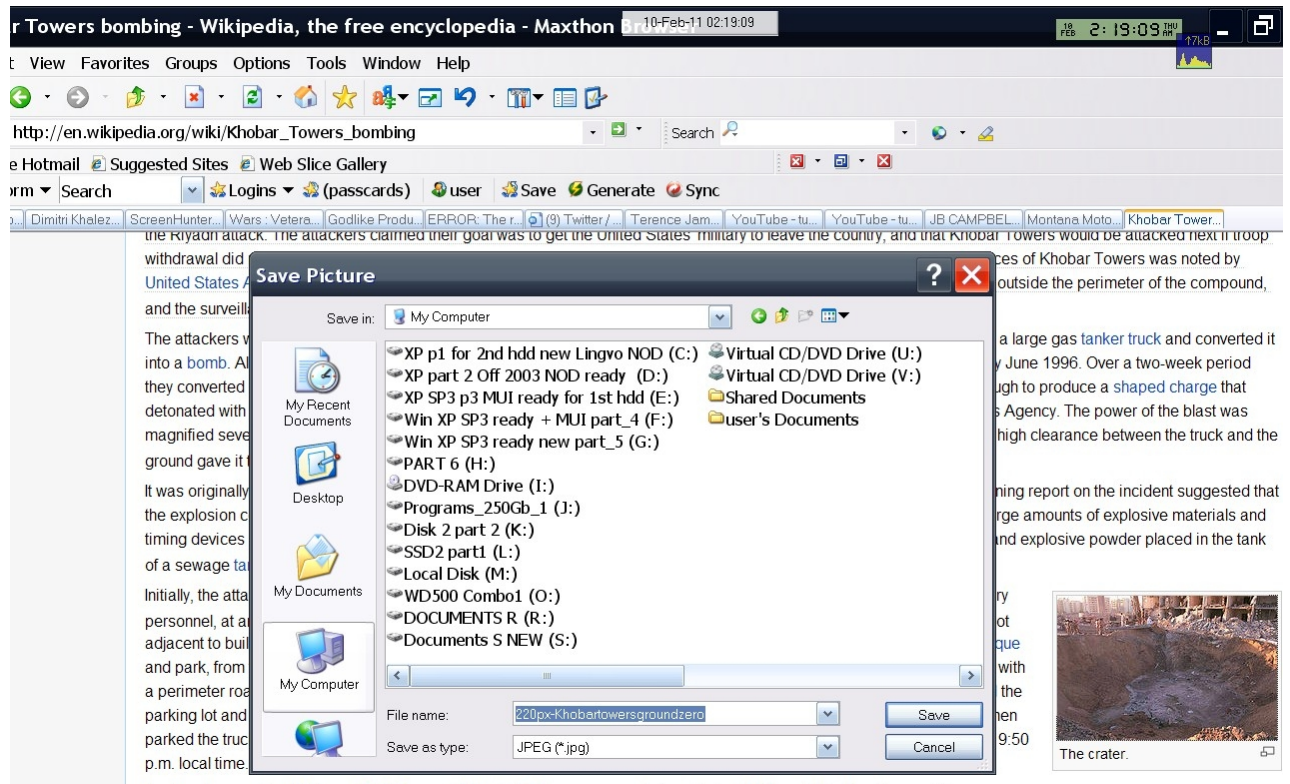 r Towers bombing - Wikipedia, the free encyclopedia - Maxthon Browser
10-Feb-11 02:19:09
10 FEB 2:19:09 THU AM
17kB
View Favorites Groups Options Tools Window Help
http://en.wikipedia.org/wiki/Khobar_Towers_bombing
Search
e Hotmail Suggested Sites Web Slice Gallery
orm Search Logins (passcards) user Save Generate Sync
Dimitri Khalez... ScreenHunter... Wars : Vetera... Godlike Produ... ERROR: The r... (9) Twitter / ... Terence Jam... YouTube - tu... YouTube - tu... JB CAMPBEL... Montana Moto... Khobar Tower...
the Riyadh attack. The attackers claimed their goal was to get the United States' military to leave the country, and that Khobar Towers would be attacked next if troop
withdrawal did
ces of Khobar Towers was noted by
United States A
outside the perimeter of the compound,
and the surveill
The attackers w
a large gas tanker truck and converted it
into a bomb. Al
y June 1996. Over a two-week period
they converted
ugh to produce a shaped charge that
detonated with
s Agency. The power of the blast was
magnified seve
high clearance between the truck and the
ground gave it t
It was originally
ning report on the incident suggested that
the explosion c
rge amounts of explosive materials and
timing devices
and explosive powder placed in the tank
of a sewage ta
Initially, the atta
ry
personnel, at a
ot
adjacent to buil
que
and park, from
with
a perimeter roa
the
parking lot and
hen
parked the truc
9:50
p.m. local time.
The crater.
Save Picture
?
Save in:
My Computer
My Recent Documents
Desktop
My Documents
My Computer
XP p1 for 2nd hdd new Lingvo NOD (C:)
XP part 2 Off 2003 NOD ready (D:)
XP SP3 p3 MUI ready for 1st hdd (E:)
Win XP SP3 ready + MUI part_4 (F:)
Win XP SP3 ready new part_5 (G:)
PART 6 (H:)
DVD-RAM Drive (I:)
Programs_250Gb_1 (J:)
Disk 2 part 2 (K:)
SSD2 part1 (L:)
Local Disk (M:)
WD500 Combo1 (O:)
DOCUMENTS R (R:)
Documents S NEW (S:)
Virtual CD/DVD Drive (U:)
Virtual CD/DVD Drive (V:)
Shared Documents
user's Documents
File name:
220px-Khobartowersgroundzero
Save
Save as type:
JPEG (*.jpg)
Cancel